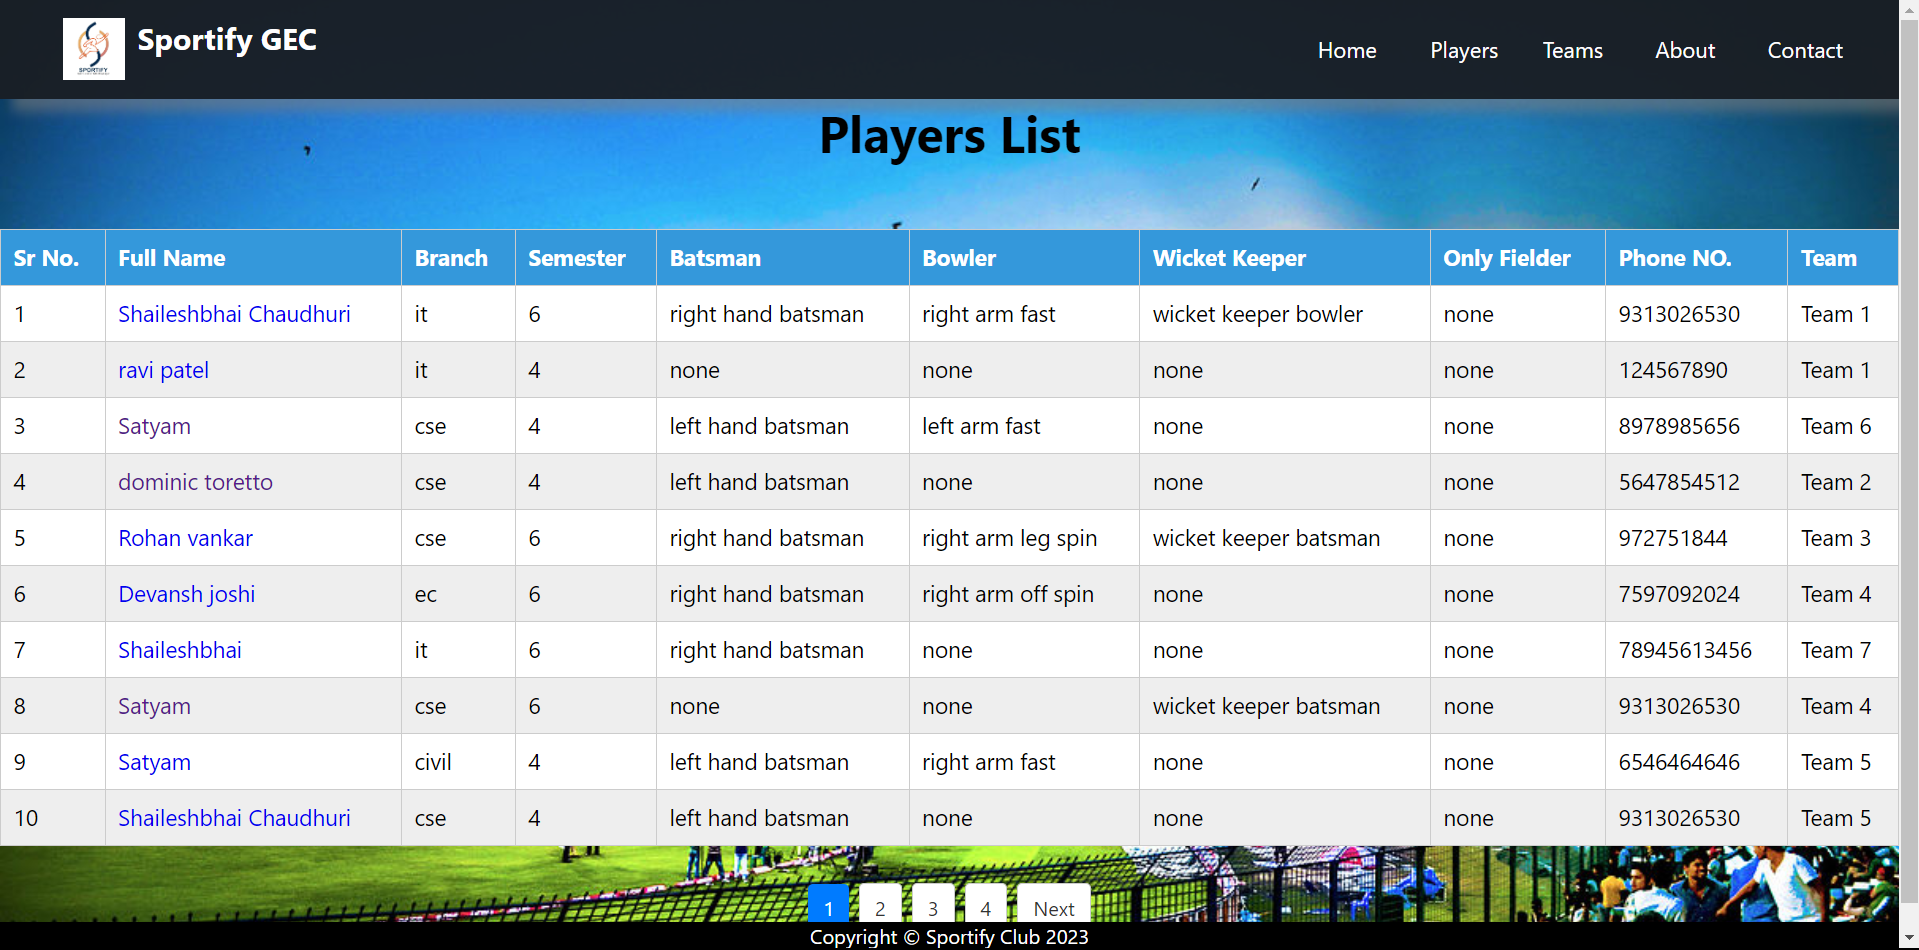 SPORTIFY
Sportify GEC
Home Players Teams About Contact
Players List
Sr No. Full Name Branch Semester Batsman Bowler Wicket Keeper Only Fielder Phone NO. Team
1 Shaileshbhai Chaudhuri it 6 right hand batsman right arm fast wicket keeper bowler none 9313026530 Team 1
2 ravi patel it 4 none none none none 124567890 Team 1
3 Satyam cse 4 left hand batsman left arm fast none none 8978985656 Team 6
4 dominic toretto cse 4 left hand batsman none none none 5647854512 Team 2
5 Rohan vankar cse 6 right hand batsman right arm leg spin wicket keeper batsman none 972751844 Team 3
6 Devansh joshi ec 6 right hand batsman right arm off spin none none 7597092024 Team 4
7 Shaileshbhai it 6 right hand batsman none none none 78945613456 Team 7
8 Satyam cse 6 none none wicket keeper batsman none 9313026530 Team 4
9 Satyam civil 4 left hand batsman right arm fast none none 6546464646 Team 5
10 Shaileshbhai Chaudhuri cse 4 left hand batsman none none none 9313026530 Team 5
1 2 3 4 Next
Copyright © Sportify Club 2023